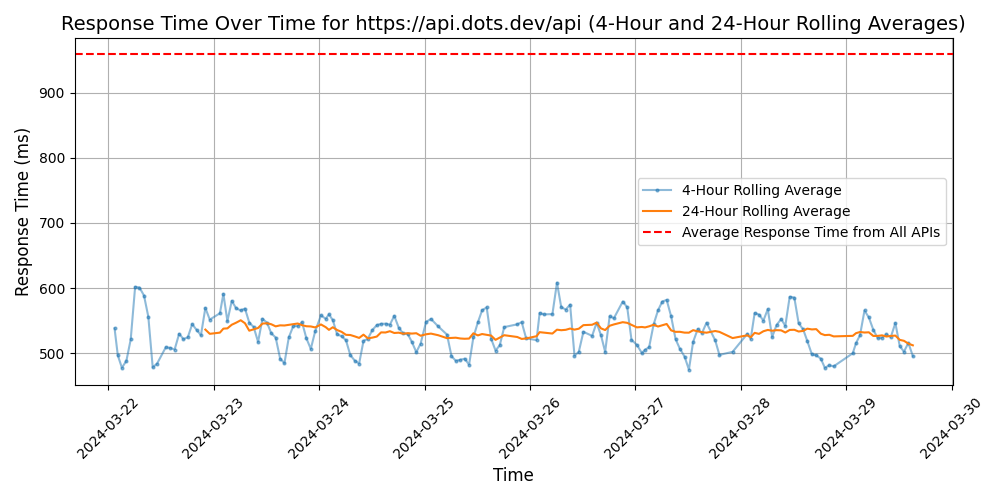 Response Time Over Time for https://api.dots.dev/api (4-Hour and 24-Hour Rolling Averages)
Response Time (ms)
900
800
700
600
500
4-Hour Rolling Average
24-Hour Rolling Average
Average Response Time from All APIs
2024-03-22
2024-03-23
2024-03-24
2024-03-25
2024-03-26
2024-03-27
2024-03-28
2024-03-29
2024-03-30
Time